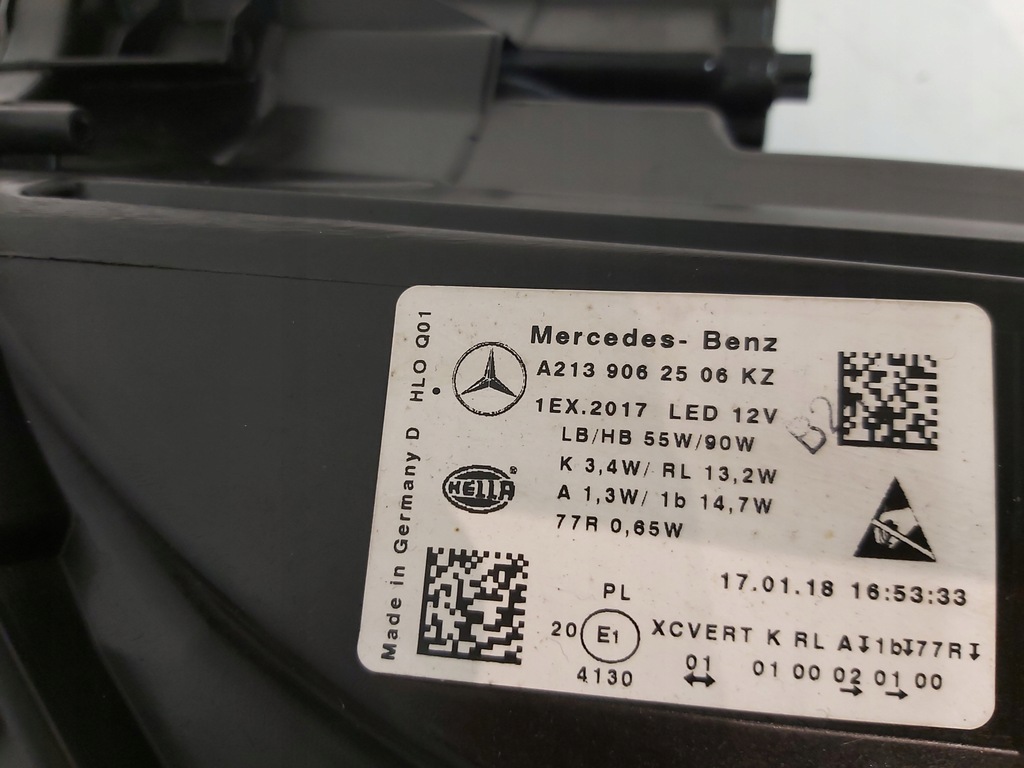 Mercedes- Benz
A213 906 25 06 KZ
1EX.2017 LED 12V
LB/HB 55W/90W
K 3,4W/ RL 13,2W
A 1,3W/ 1b 14,7W
77R 0,65W
HELLA ®
B2
17.01.18 16:53:33
PL
20 E1 XCVERT K RL A↧1b↧77R↧
4130
01 01 00 02 01 00
Made in Germany D HLO Q01